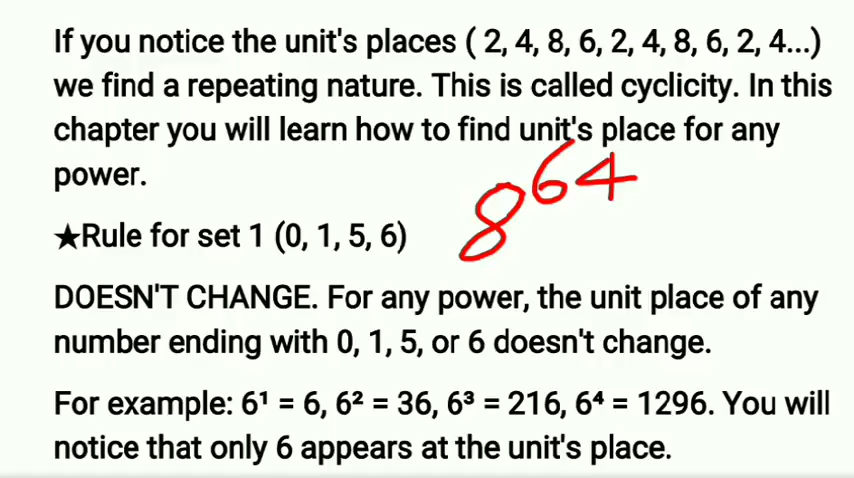 If you notice the unit's places ( 2, 4, 8, 6, 2, 4, 8, 6, 2, 4...)
we find a repeating nature. This is called cyclicity. In this
chapter you will learn how to find unit's place for any
power.
8⁶⁴
★Rule for set 1 (0, 1, 5, 6)
DOESN'T CHANGE. For any power, the unit place of any
number ending with 0, 1, 5, or 6 doesn't change.
For example: 6¹ = 6, 6² = 36, 6³ = 216, 6⁴ = 1296. You will
notice that only 6 appears at the unit's place.